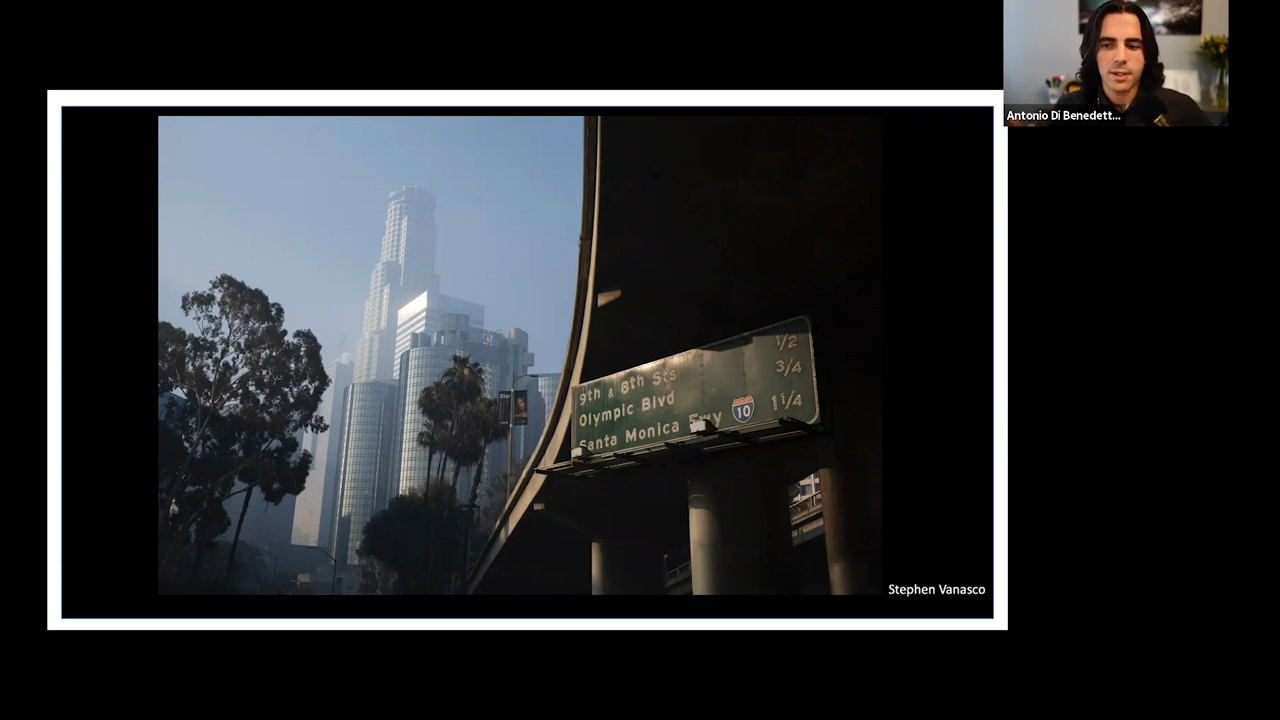 Antonio Di Benedett...
9th & 8th Sts 1/2
Olympic Blvd 3/4
Santa Monica Fwy 10 1 1/4
Stephen Vanasco